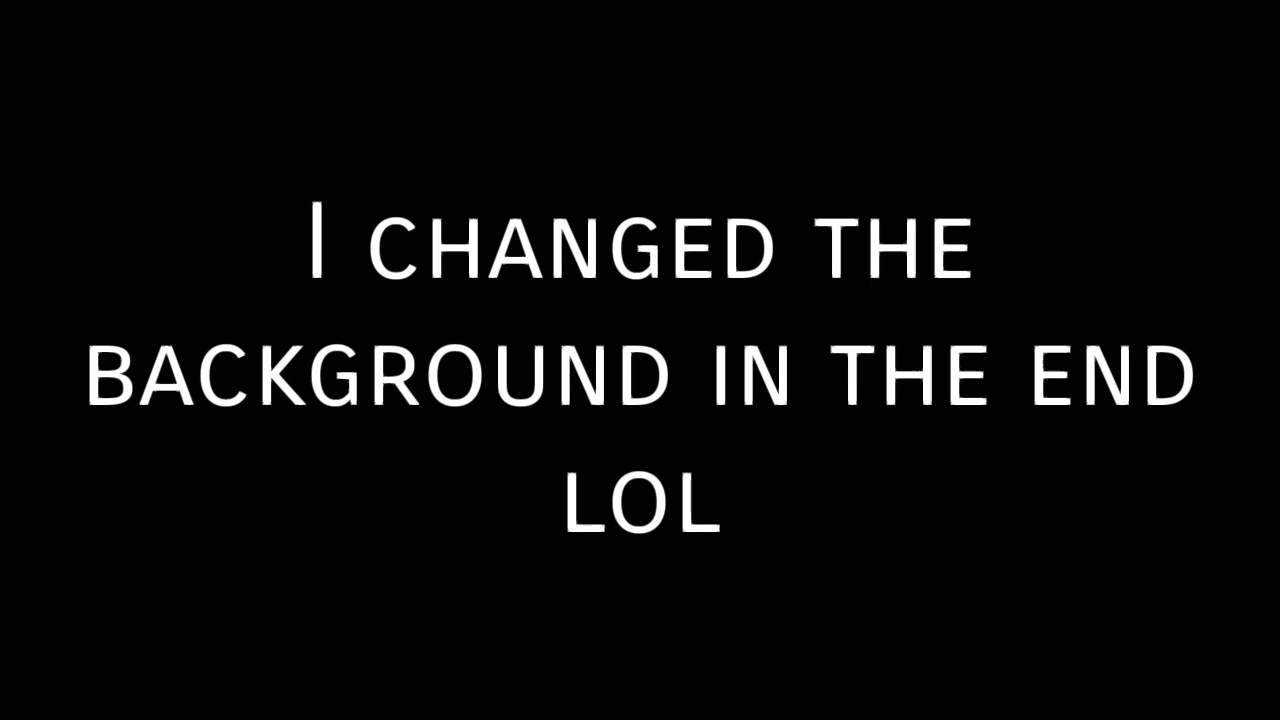 I changed the
background in the end
lol